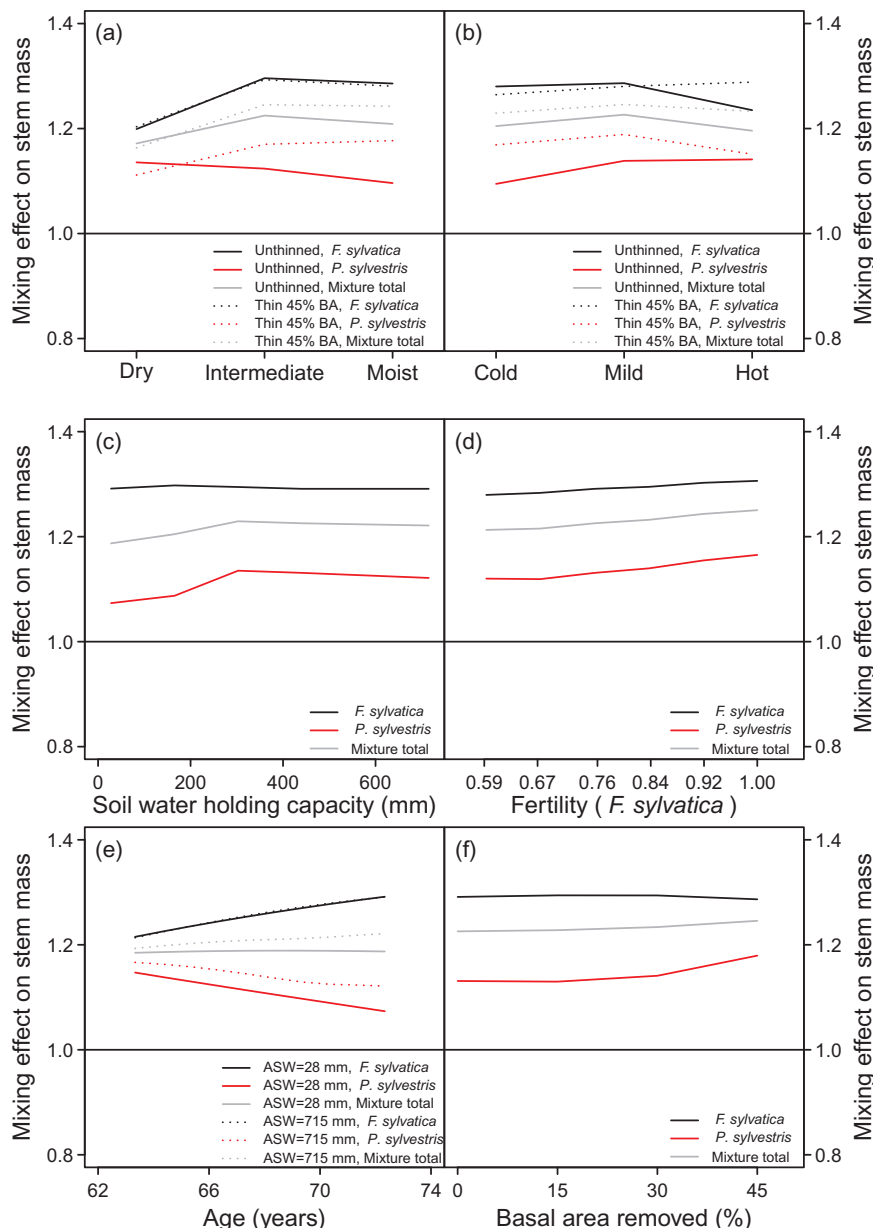 (a)
(b)
1.4
1.2
1.0
0.8
Mixing effect on stem mass
Unthinned, F. sylvatica
Unthinned, P. sylvestris
Unthinned, Mixture total
Thin 45% BA, F. sylvatica
Thin 45% BA, P. sylvestris
Thin 45% BA, Mixture total
Dry
Intermediate
Moist
Unthinned, F. sylvatica
Unthinned, P. sylvestris
Unthinned, Mixture total
Thin 45% BA, F. sylvatica
Thin 45% BA, P. sylvestris
Thin 45% BA, Mixture total
Cold
Mild
Hot
1.4
1.2
1.0
0.8
Mixing effect on stem mass
(c)
(d)
1.4
1.2
1.0
0.8
Mixing effect on stem mass
F. sylvatica
P. sylvestris
Mixture total
0
200
400
600
Soil water holding capacity (mm)
F. sylvatica
P. sylvestris
Mixture total
0.59
0.67
0.76
0.84
0.92
1.00
Fertility ( F. sylvatica )
1.4
1.2
1.0
0.8
Mixing effect on stem mass
(e)
(f)
1.4
1.2
1.0
0.8
Mixing effect on stem mass
ASW=28 mm, F. sylvatica
ASW=28 mm, P. sylvestris
ASW=28 mm, Mixture total
ASW=715 mm, F. sylvatica
ASW=715 mm, P. sylvestris
ASW=715 mm, Mixture total
62
66
70
74
Age (years)
F. sylvatica
P. sylvestris
Mixture total
0
15
30
45
Basal area removed (%)
1.4
1.2
1.0
0.8
Mixing effect on stem mass